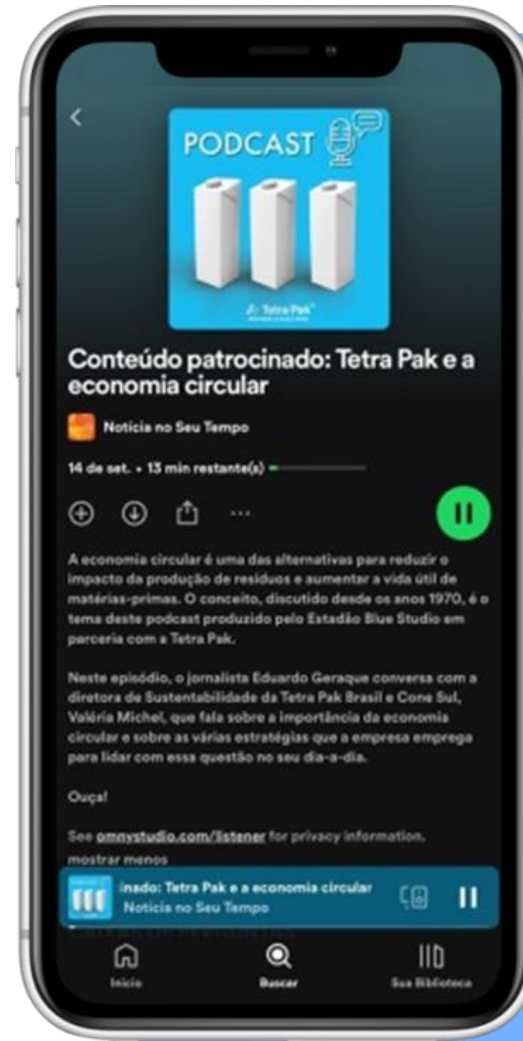 PODCAST
Tetra Pak
Conteúdo patrocinado: Tetra Pak e a
economia circular
Notícia no Seu Tempo
14 de set. • 13 min restante(s)
A economia circular é uma das alternativas para reduzir o
impacto da produção de resíduos e aumentar a vida útil de
matérias-primas. O conceito, discutido desde os anos 1970, é o
tema deste podcast produzido pelo Estadão Blue Studio em
parceria com a Tetra Pak.
Neste episódio, o jornalista Eduardo Geraque conversa com a
diretora de Sustentabilidade da Tetra Pak Brasil e Cone Sul,
Valéria Michel, que fala sobre a importância da economia
circular e sobre as várias estratégias que a empresa emprega
para lidar com essa questão no seu dia-a-dia.
Ouça!
See omnystudio.com/listener for privacy information.
mostrar menos
inado: Tetra Pak e a economia circular
Notícia no Seu Tempo
Início
Buscar
Sua Biblioteca